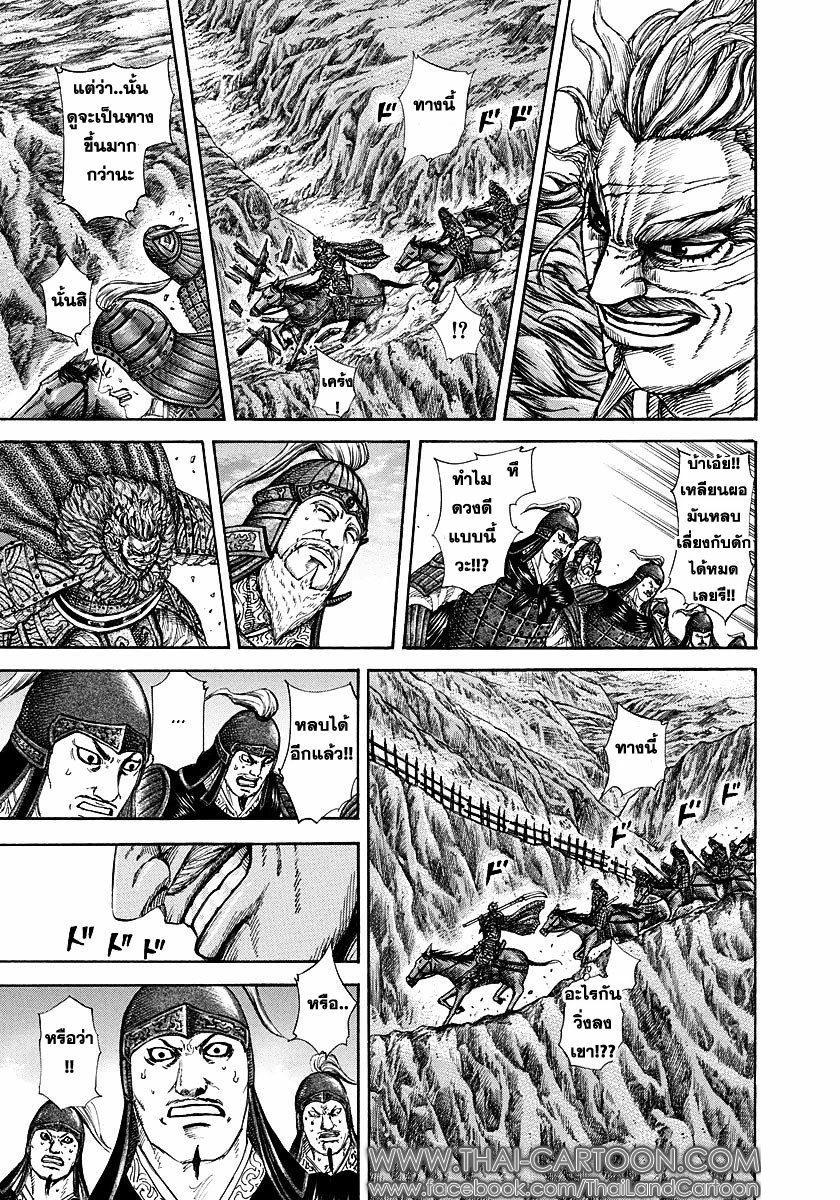 ทางนี้
ド
ド
ド
!?
เคร้ง
!
แต่ว่า..นั้น
ดูจะเป็นทาง
ขึ้นมาก
กว่านะ
นั้นสิ
บ้าเอ้ย!!
เหลียนผอ
มันหลบ
เลี่ยงกับดัก
ได้หมด
เลยรึ!!
หึ
ทำไม
ดวงดี
แบบนี้
วะ!!?
ทางนี้
ド
ド
ド
ド
อะไรกัน
วิ่งลง
เขา!??
หลบได้
อีกแล้ว!!
...
ド
ド
ド
หรือ..
หรือว่า
!!
WWW.THAI-CARTOON.COM
www.facebook.com/ThaiLandCartoon